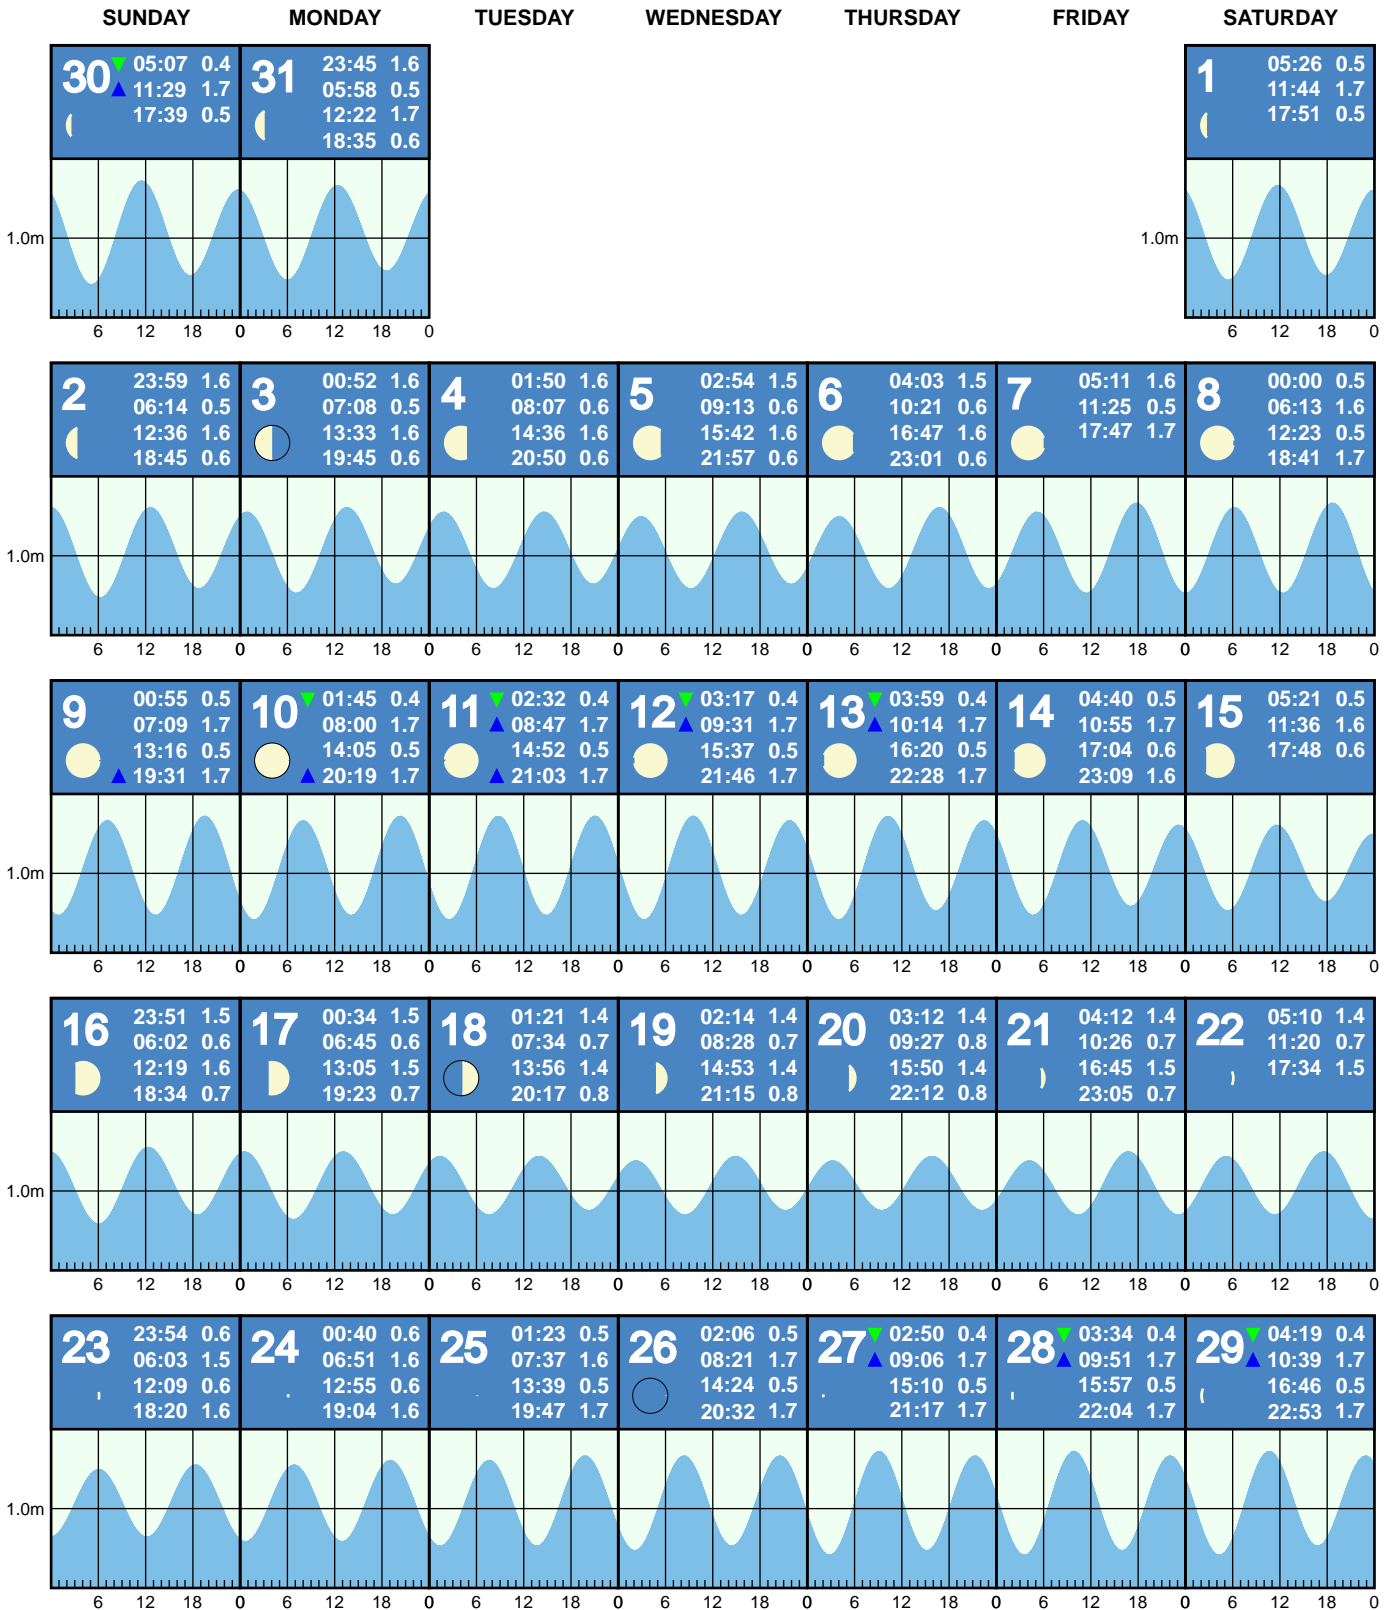 SUNDAY MONDAY TUESDAY WEDNESDAY THURSDAY FRIDAY SATURDAY
30 05:07 0.4
11:29 1.7
17:39 0.5
31 23:45 1.6
05:58 0.5
12:22 1.7
18:35 0.6
1 05:26 0.5
11:44 1.7
17:51 0.5
1.0m 1.0m
6 12 18 0 6 12 18 0 6 12 18 0
2 23:59 1.6
06:14 0.5
12:36 1.6
18:45 0.6
3 00:52 1.6
07:08 0.5
13:33 1.6
19:45 0.6
4 01:50 1.6
08:07 0.6
14:36 1.6
20:50 0.6
5 02:54 1.5
09:13 0.6
15:42 1.6
21:57 0.6
6 04:03 1.5
10:21 0.6
16:47 1.6
23:01 0.6
7 05:11 1.6
11:25 0.5
17:47 1.7
8 00:00 0.5
06:13 1.6
12:23 0.5
18:41 1.7
1.0m
6 12 18 0 6 12 18 0 6 12 18 0 6 12 18 0 6 12 18 0 6 12 18 0 6 12 18 0
9 00:55 0.5
07:09 1.7
13:16 0.5
19:31 1.7
10 01:45 0.4
08:00 1.7
14:05 0.5
20:19 1.7
11 02:32 0.4
08:47 1.7
14:52 0.5
21:03 1.7
12 03:17 0.4
09:31 1.7
15:37 0.5
21:46 1.7
13 03:59 0.4
10:14 1.7
16:20 0.5
22:28 1.7
14 04:40 0.5
10:55 1.7
17:04 0.6
23:09 1.6
15 05:21 0.5
11:36 1.6
17:48 0.6
1.0m
6 12 18 0 6 12 18 0 6 12 18 0 6 12 18 0 6 12 18 0 6 12 18 0 6 12 18 0
16 23:51 1.5
06:02 0.6
12:19 1.6
18:34 0.7
17 00:34 1.5
06:45 0.6
13:05 1.5
19:23 0.7
18 01:21 1.4
07:34 0.7
13:56 1.4
20:17 0.8
19 02:14 1.4
08:28 0.7
14:53 1.4
21:15 0.8
20 03:12 1.4
09:27 0.8
15:50 1.4
22:12 0.8
21 04:12 1.4
10:26 0.7
16:45 1.5
23:05 0.7
22 05:10 1.4
11:20 0.7
17:34 1.5
1.0m
6 12 18 0 6 12 18 0 6 12 18 0 6 12 18 0 6 12 18 0 6 12 18 0 6 12 18 0
23 23:54 0.6
06:03 1.5
12:09 0.6
18:20 1.6
24 00:40 0.6
06:51 1.6
12:55 0.6
19:04 1.6
25 01:23 0.5
07:37 1.6
13:39 0.5
19:47 1.7
26 02:06 0.5
08:21 1.7
14:24 0.5
20:32 1.7
27 02:50 0.4
09:06 1.7
15:10 0.5
21:17 1.7
28 03:34 0.4
09:51 1.7
15:57 0.5
22:04 1.7
29 04:19 0.4
10:39 1.7
16:46 0.5
22:53 1.7
1.0m
6 12 18 0 6 12 18 0 6 12 18 0 6 12 18 0 6 12 18 0 6 12 18 0 6 12 18 0